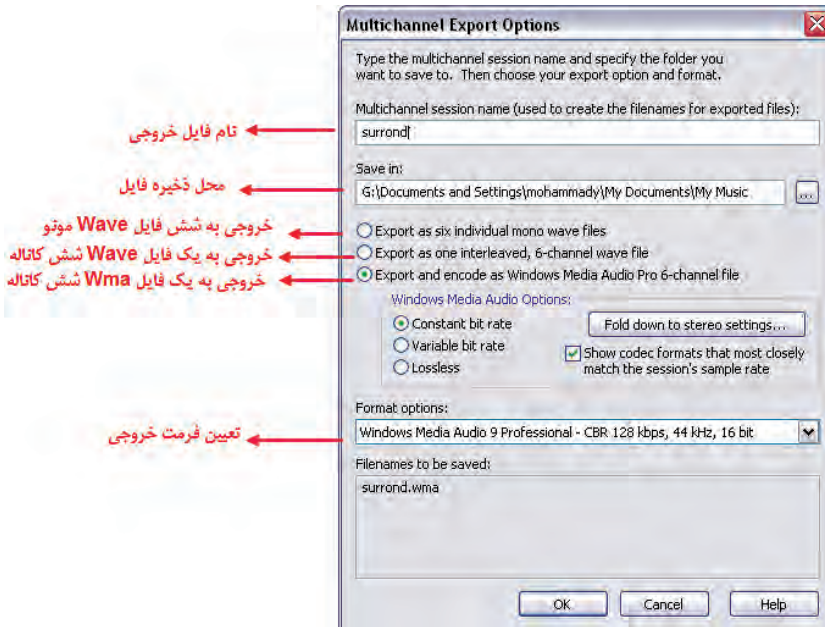 Multichannel Export Options
Type the multichannel session name and specify the folder you
want to save to. Then choose your export option and format.
Multichannel session name (used to create the filenames for exported files):
نام فایل خروجی
surrond
Save in:
محل ذخیره فایل
G:\Documents and Settings\mohammady\My Documents\My Music
...
خروجی به شش فایل Wave مونو
Export as six individual mono wave files
خروجی به یک فایل Wave شش کاناله
Export as one interleaved, 6-channel wave file
خروجی به یک فایل Wma شش کاناله
Export and encode as Windows Media Audio Pro 6-channel file
Windows Media Audio Options:
Constant bit rate
Fold down to stereo settings...
Variable bit rate
Show codec formats that most closely
match the session's sample rate
Lossless
Format options:
تعیین فرمت خروجی
Windows Media Audio 9 Professional - CBR 128 kbps, 44 kHz, 16 bit
Filenames to be saved:
surrond.wma
OK
Cancel
Help